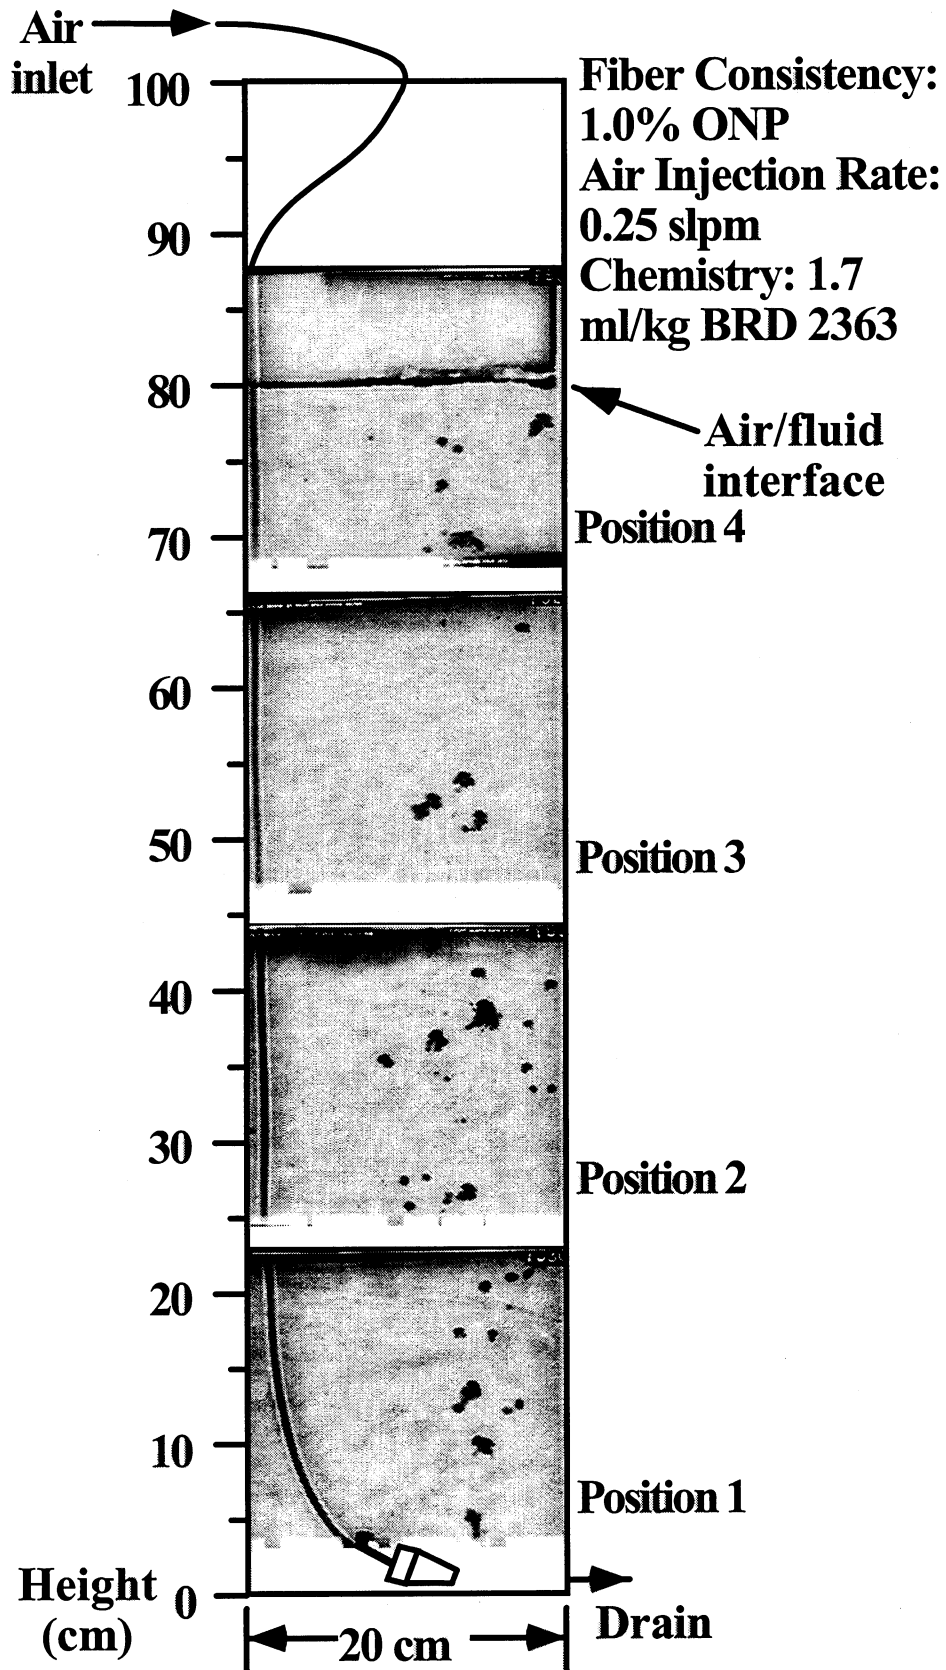 Air
inlet
100
90
80
70
60
50
40
30
20
10
0
Height
(cm)
Fiber Consistency:
1.0% ONP
Air Injection Rate:
0.25 slpm
Chemistry: 1.7
ml/kg BRD 2363
Air/fluid
interface
Position 4
Position 3
Position 2
Position 1
Drain
20 cm